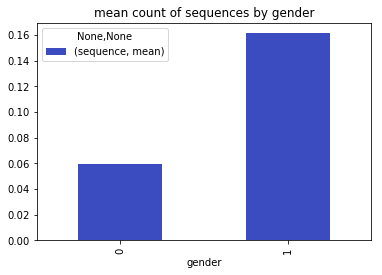 mean count of sequences by gender
None,None
(sequence, mean)
0.16
0.14
0.12
0.10
0.08
0.06
0.04
0.02
0.00
0
1
gender